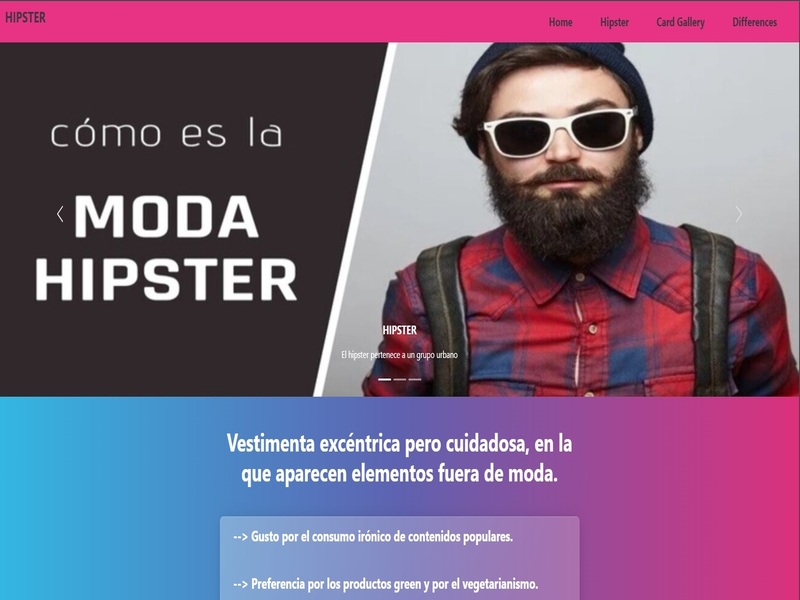 HIPSTER
Home
Hipster
Card Gallery
Differences
cómo es la
MODA
HIPSTER
HIPSTER
El hipster pertenece a un grupo urbano
Vestimenta excéntrica pero cuidadosa, en la
que aparecen elementos fuera de moda.
--> Gusto por el consumo irónico de contenidos populares.
--> Preferencia por los productos green y por el vegetarianismo.